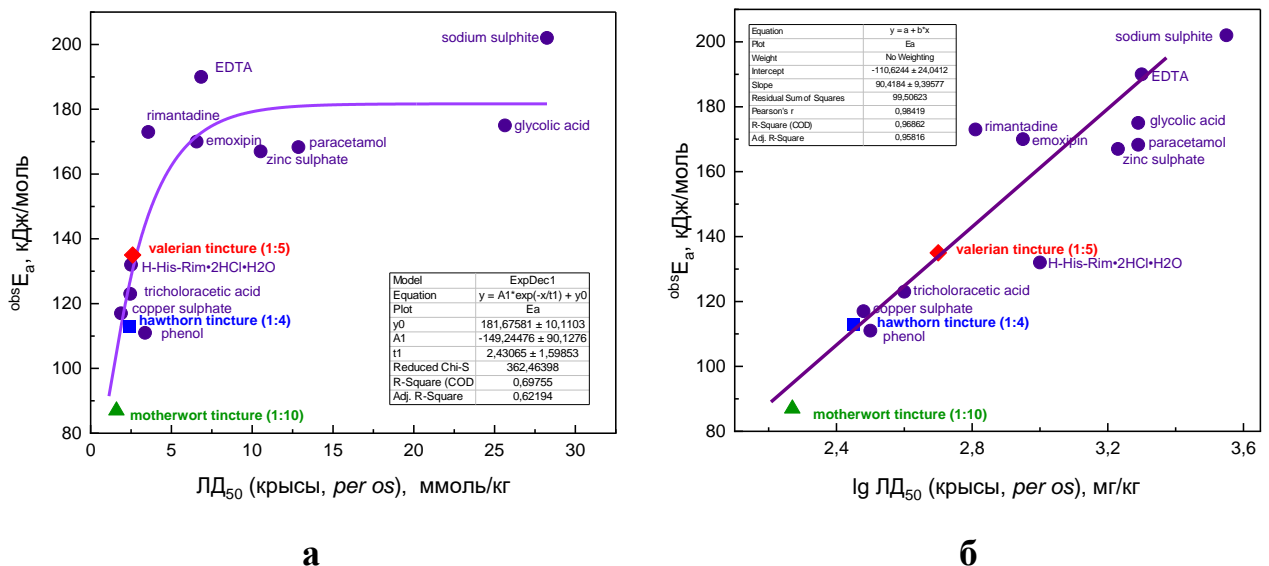 200
180
160
140
120
100
80
0
5
10
15
20
25
30
obsEa, кДж/моль
ЛД50 (крысы, per os), ммоль/кг
sodium sulphite
EDTA
rimantadine
emoxipin
paracetamol
zinc sulphate
glycolic acid
valerian tincture (1:5)
H-His-Rim•2HCl•H2O
tricholoracetic acid
copper sulphate
hawthorn tincture (1:4)
phenol
motherwort tincture (1:10)
Model ExpDec1
Equation y = A1*exp(-x/t1) + y0
Plot Ea
y0 181,67581 ± 10,1103
A1 -149,24476 ± 90,1276
t1 2,43065 ± 1,59853
Reduced Chi-S 362,46398
R-Square (COD 0,69755
Adj. R-Square 0,62194
а
200
180
160
140
120
100
80
2,4
2,8
3,2
3,6
obsEa, кДж/моль
lg ЛД50 (крысы, per os), мг/кг
Equation y = a + b*x
Plot Ea
Weight No Weighting
Intercept -110,6244 ± 24,0412
Slope 90,4184 ± 9,39577
Residual Sum of Squares 99,50623
Pearson's r 0,98419
R-Square (COD) 0,96862
Adj. R-Square 0,95816
sodium sulphite
EDTA
glycolic acid
rimantadine
emoxipin
paracetamol
zinc sulphate
valerian tincture (1:5)
H-His-Rim•2HCl•H2O
tricholoracetic acid
copper sulphate
hawthorn tincture (1:4)
phenol
motherwort tincture (1:10)
б